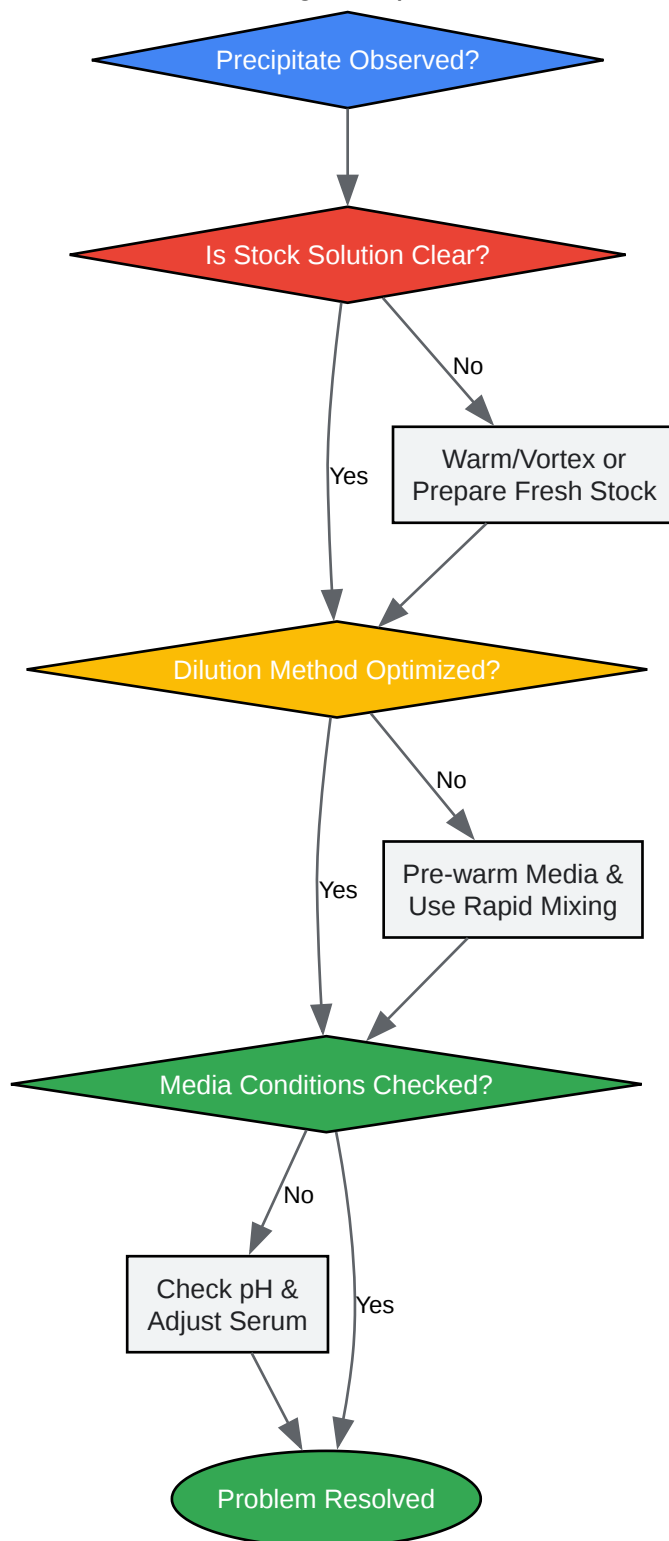 Precipitate Observed?
Is Stock Solution Clear?
No
Warm/Vortex or
Prepare Fresh Stock
Yes
Dilution Method Optimized?
No
Pre-warm Media &
Use Rapid Mixing
Yes
Media Conditions Checked?
No
Check pH &
Adjust Serum
Yes
Problem Resolved